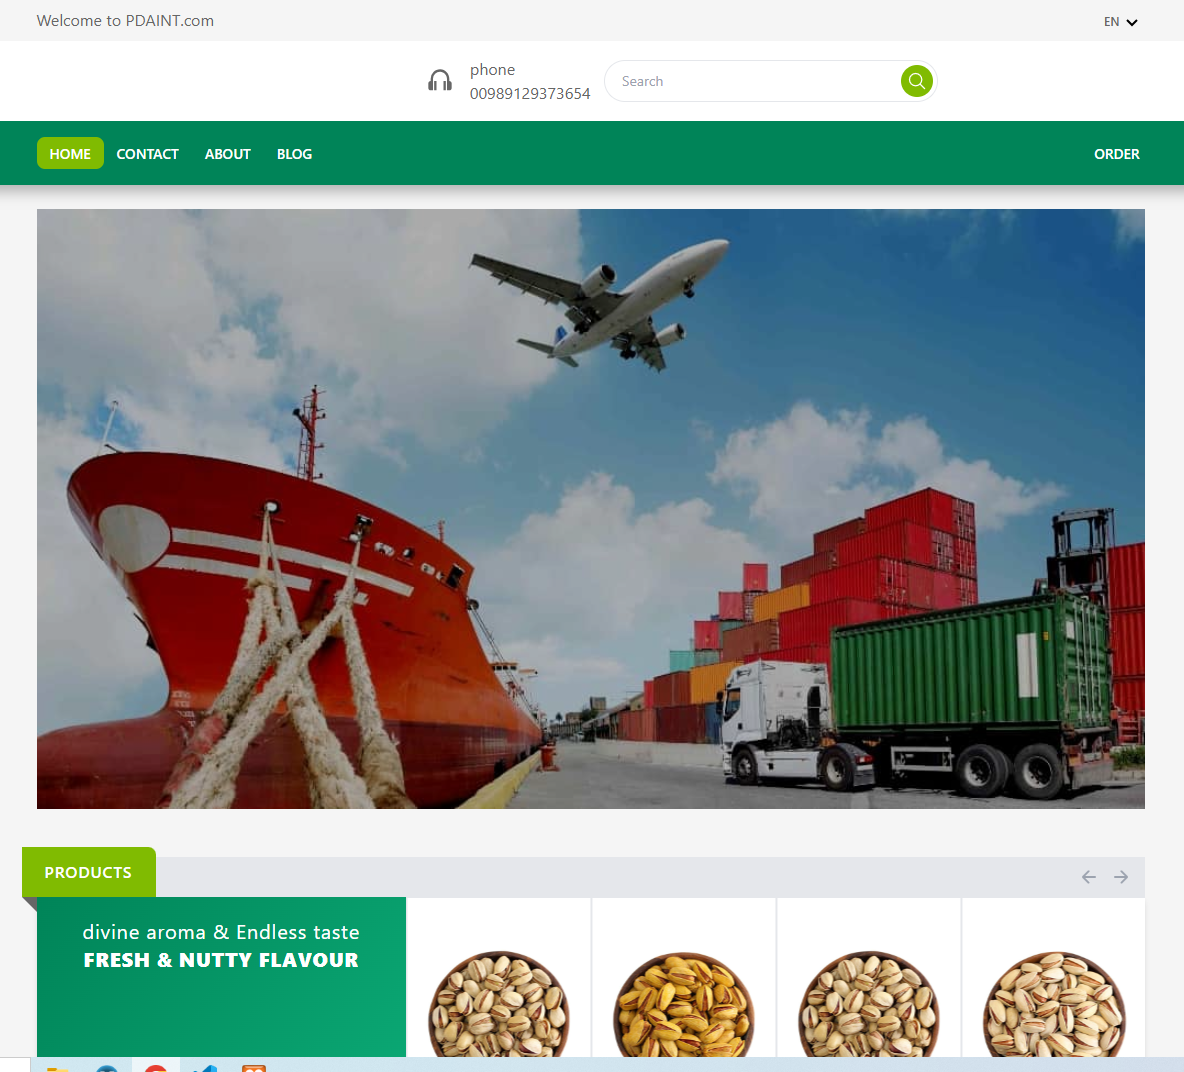 Welcome to PDAINT.com
EN
phone
00989129373654
Search
HOME
CONTACT
ABOUT
BLOG
ORDER
PRODUCTS
divine aroma & Endless taste
FRESH & NUTTY FLAVOUR